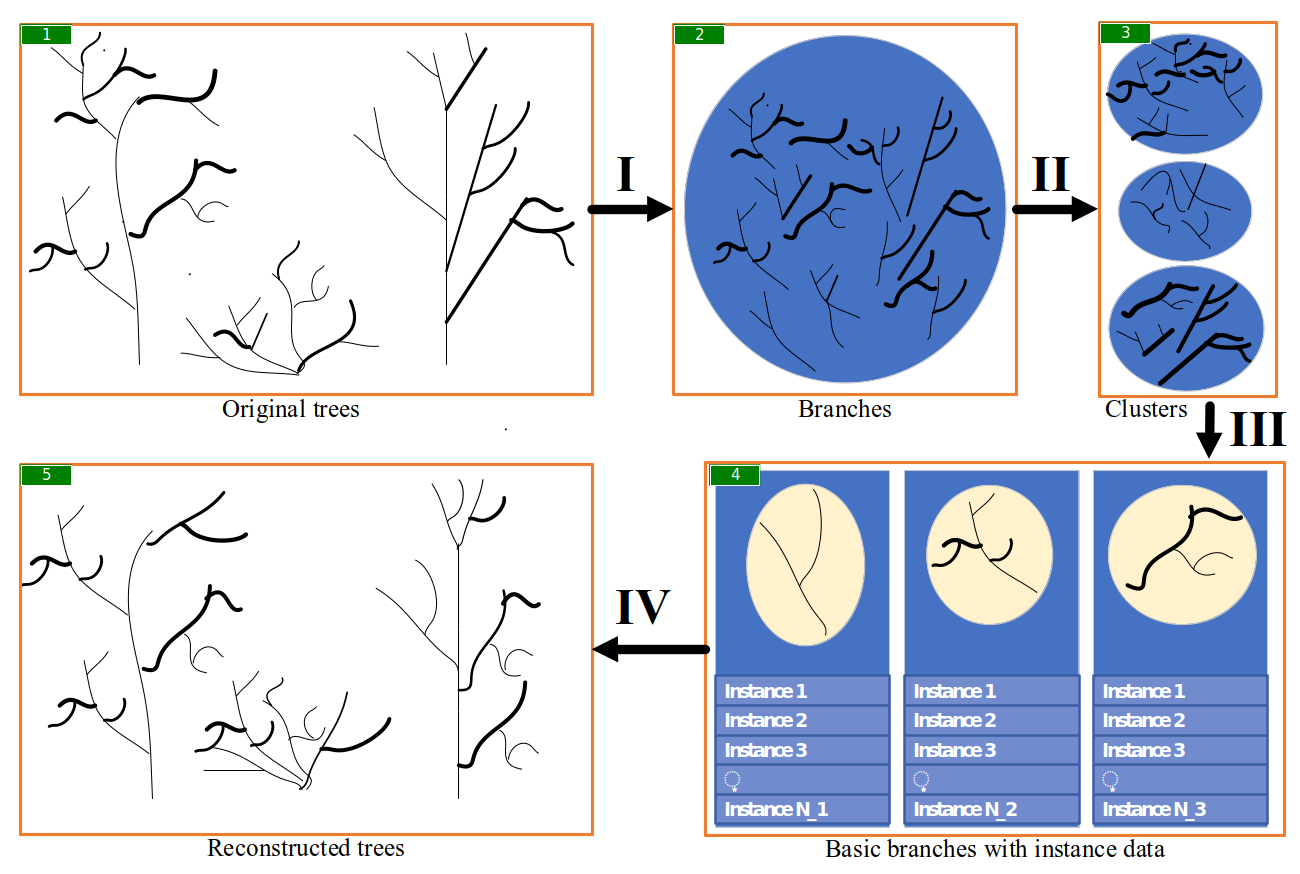 1
2
3
I
II
Original trees
Branches
Clusters
III
5
4
IV
Instance 1
Instance 2
Instance 3
Instance N_1
Instance 1
Instance 2
Instance 3
Instance N_2
Instance 1
Instance 2
Instance 3
Instance N_3
Reconstructed trees
Basic branches with instance data